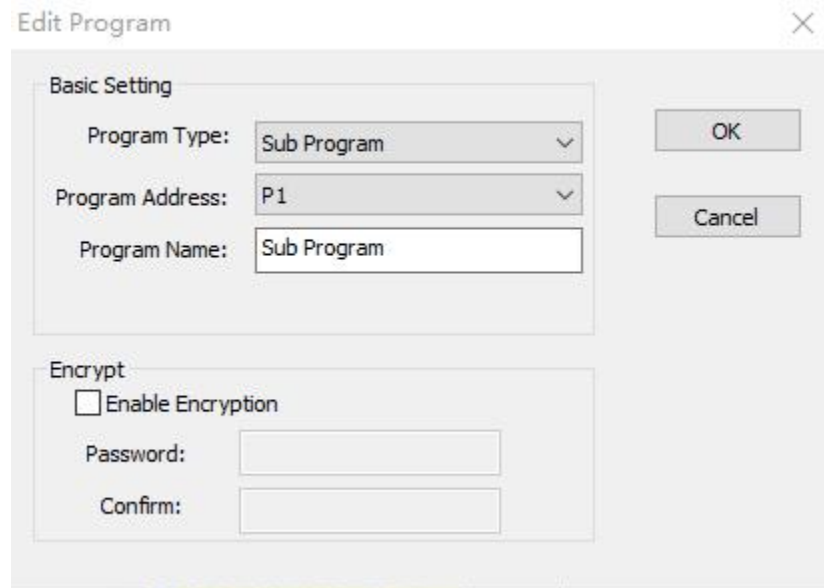 Edit Program
Basic Setting
Program Type: Sub Program
OK
Program Address: P1
Cancel
Program Name: Sub Program
Encrypt
Enable Encryption
Password:
Confirm: